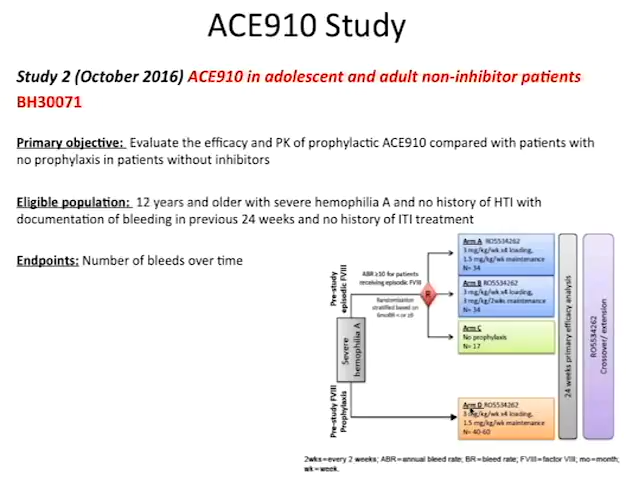 ACE910 Study
Study 2 (October 2016) ACE910 in adolescent and adult non-inhibitor patients
BH30071
Primary objective: Evaluate the efficacy and PK of prophylactic ACE910 compared with patients with
no prophylaxis in patients without inhibitors
Eligible population: 12 years and older with severe hemophilia A and no history of HTI with
documentation of bleeding in previous 24 weeks and no history of ITI treatment
Endpoints: Number of bleeds over time
Severe
hemophilia A
Pre-study
episodic FVIII
Pre-study FVIII
Prophylaxis
ABR ≥10 for patients
receiving episodic FVIII
R
Randomisation
stratified based on
Arm A RO5534262
3 mg/kg/wk x4 loading,
1.5 mg/kg/wk maintenance
N= 34
Arm B RO5534262
3 mg/kg/wk x4 loading,
3 mg/kg/2wks maintenance
N= 34
Arm C
No prophylaxis
N= 17
Arm D RO5534262
3 mg/kg/wk x4 loading,
1.5 mg/kg/wk maintenance
N= 40-60
24 weeks primary efficacy analysis
RO5534262
Crossover/ extension
2wks=every 2 weeks; ABR=annual bleed rate; BR=bleed rate; FVIII=factor VIII; mo=month;
wk=week.